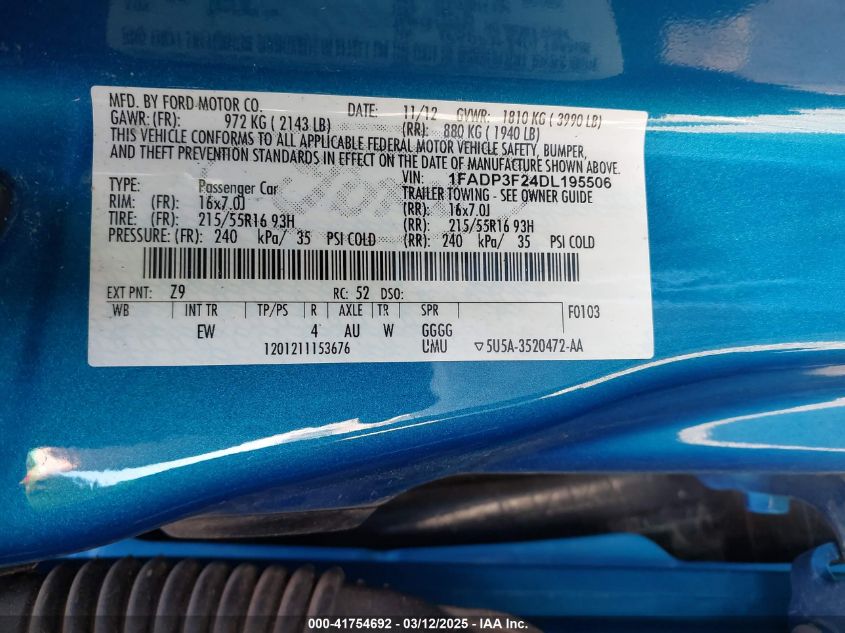 MFD. BY FORD MOTOR CO. DATE: 11/12 GVWR: 1810 KG ( 3990 LB)
GAWR: (FR): 972 KG ( 2143 LB) (RR): 880 KG ( 1940 LB)
THIS VEHICLE CONFORMS TO ALL APPLICABLE FEDERAL MOTOR VEHICLE SAFETY, BUMPER,
AND THEFT PREVENTION STANDARDS IN EFFECT ON THE DATE OF MANUFACTURE SHOWN ABOVE.
VIN: 1FADP3F24DL195506
TYPE: Passenger Car TRAILER TOWING - SEE OWNER GUIDE
RIM: (FR): 16x7.0J (RR): 16x7.0J
TIRE: (FR): 215/55R16 93H (RR): 215/55R16 93H
PRESSURE: (FR): 240 kPa/ 35 PSI COLD (RR): 240 kPa/ 35 PSI COLD
EXT PNT: Z9 RC: 52 DSO:
WB INT TR TP/PS R AXLE TR SPR F0103
EW 4 AU W GGGG
1201211153676 UMU ▽5U5A-3520472-AA
000-41754692 — 03/12/2025 — IAA Inc.